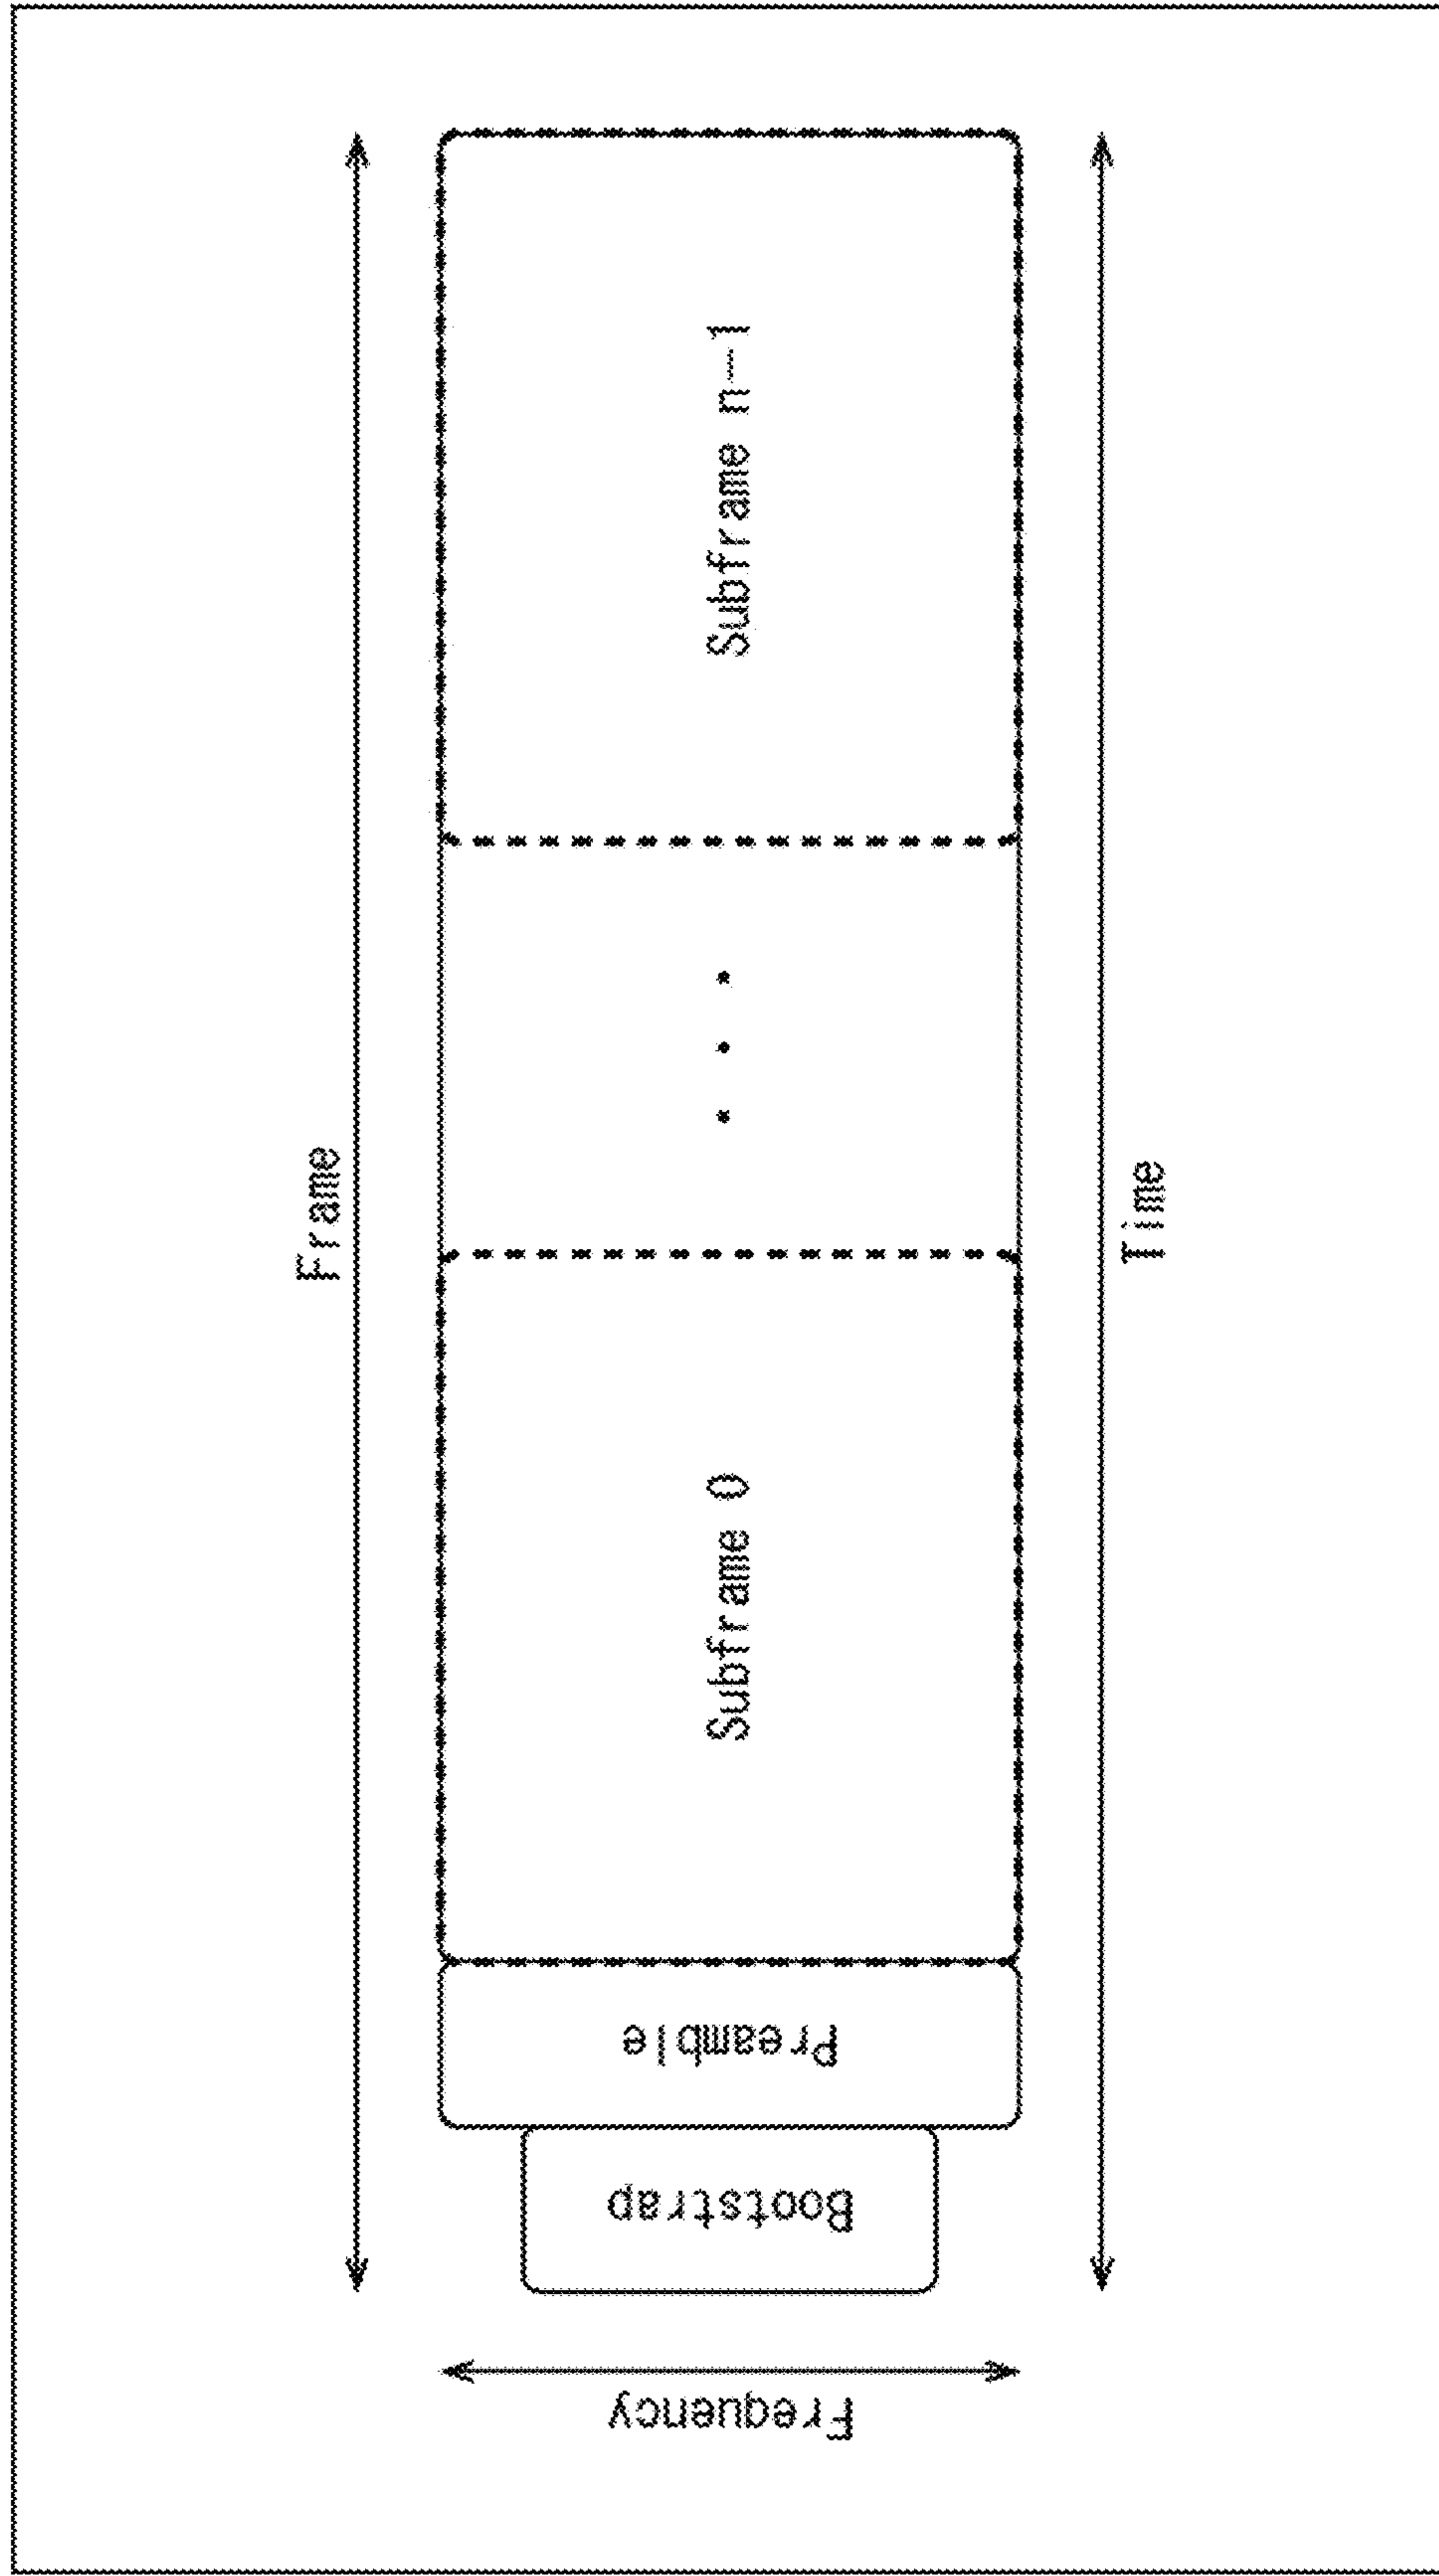 Frame
Frequency
Bootstrap
Preamble
Subframe 0
• • •
Subframe n-1
Time